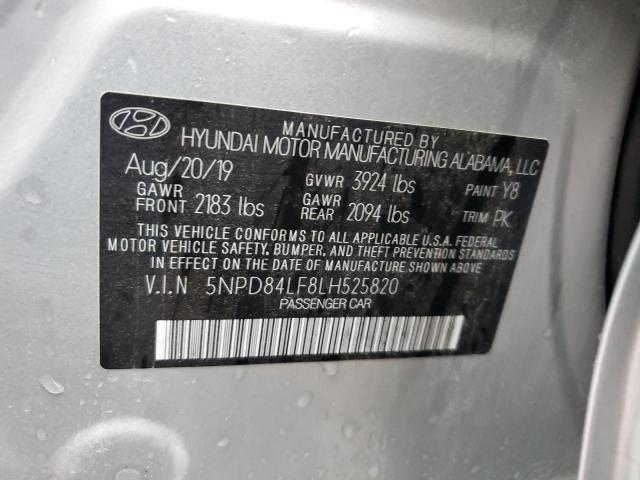 MANUFACTURED BY
HYUNDAI MOTOR MANUFACTURING ALABAMA, LLC
Aug/20/19 GVWR 3924 lbs PAINT Y8
GAWR FRONT 2183 lbs GAWR REAR 2094 lbs TRIM PK
THIS VEHICLE CONFORMS TO ALL APPLICABLE U.S.A. FEDERAL
MOTOR VEHICLE SAFETY, BUMPER, AND THEFT PREVENTION
STANDARDS IN EFFECT ON THE DATE OF
MANUFACTURE SHOWN ABOVE.
V.I.N 5NPD84LF8LH525820
PASSENGER CAR